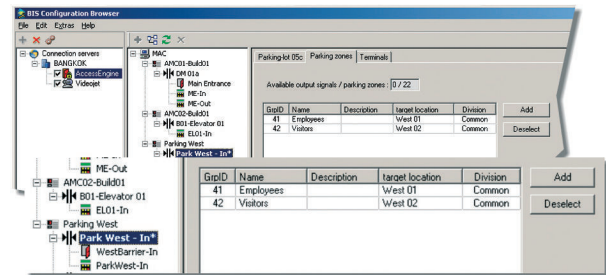 BIS Configuration Browser
File Edit Extras Help
Connection servers
BANGKOK
AccessEngine
Videojet
MAC
AMC01-Build01
DM 01a
Main Entrance
ME-In
ME-Out
AMC02-Build01
B01-Elevator 01
EL01-In
Parking West
Park West - In*
Parking-lot 05c Parking zones Terminals
Available output signals / parking zones : 0 / 22
GrpID Name Description target location Division
41 Employees West 01 Common
42 Visitors West 02 Common
Add
Deselect
ME-Out
AMC02-Build01
B01-Elevator 01
EL01-In
Parking West
Park West - In*
WestBarrier-In
ParkWest-In
GrpID Name Description target location Division
41 Employees West 01 Common
42 Visitors West 02 Common
Add
Deselect